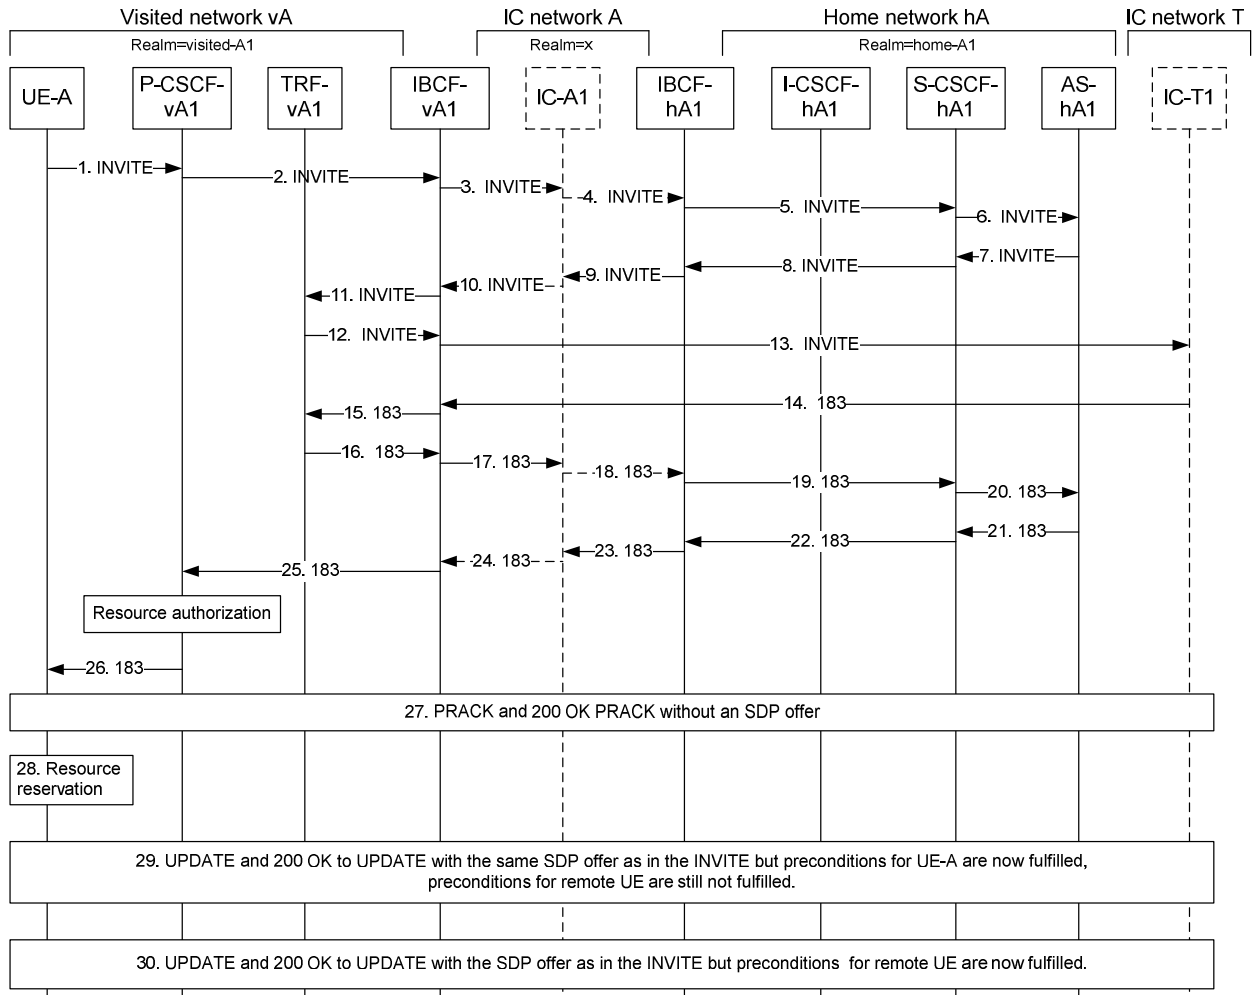 Visited network vA
IC network A
Home network hA
IC network T
Realm=visited-A1
Realm=x
Realm=home-A1
UE-A
P-CSCF-
vA1
TRF-
vA1
IBCF-
vA1
IC-A1
IBCF-
hA1
I-CSCF-
hA1
S-CSCF-
hA1
AS-
hA1
IC-T1
1. INVITE
2. INVITE
3. INVITE
4. INVITE
5. INVITE
6. INVITE
7. INVITE
8. INVITE
9. INVITE
10. INVITE
11. INVITE
12. INVITE
13. INVITE
14. 183
15. 183
16. 183
17. 183
18. 183
19. 183
20. 183
21. 183
22. 183
23. 183
24. 183
25. 183
Resource authorization
26. 183
27. PRACK and 200 OK PRACK without an SDP offer
28. Resource
reservation
29. UPDATE and 200 OK to UPDATE with the same SDP offer as in the INVITE but preconditions for UE-A are now fulfilled,
preconditions for remote UE are still not fulfilled.
30. UPDATE and 200 OK to UPDATE with the SDP offer as in the INVITE but preconditions for remote UE are now fulfilled.